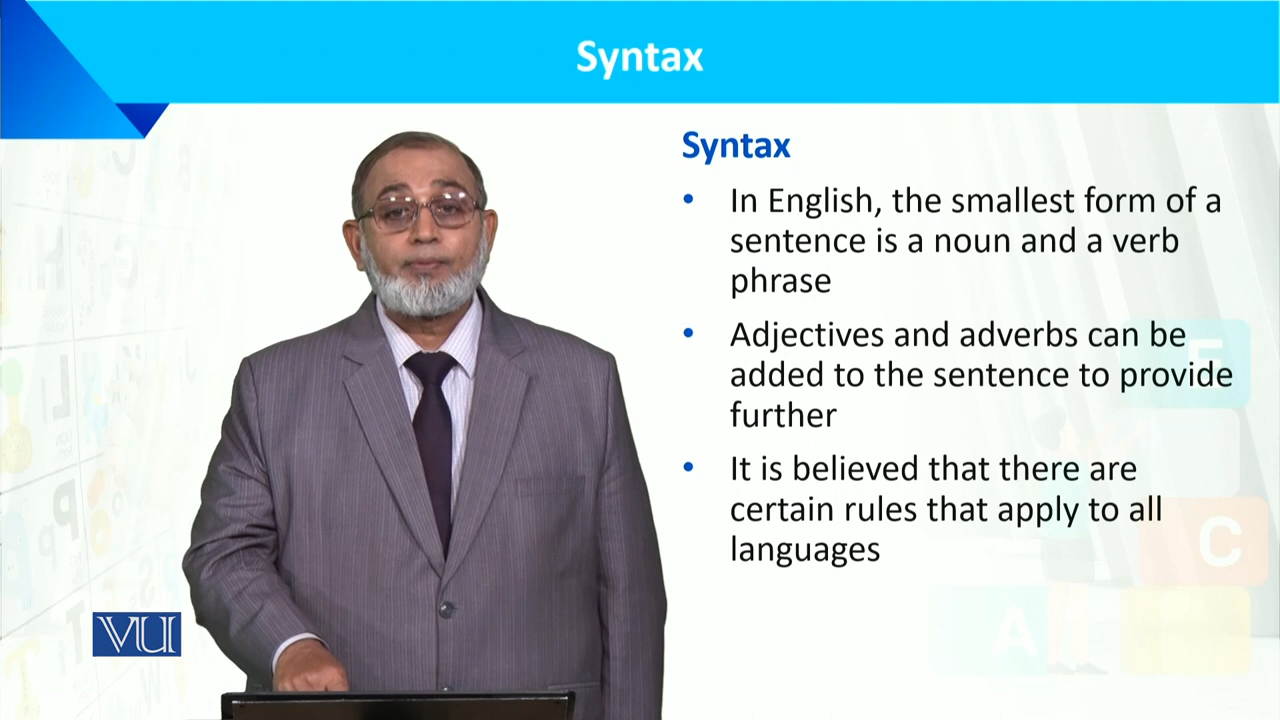 Syntax
Syntax
• In English, the smallest form of a
sentence is a noun and a verb
phrase
• Adjectives and adverbs can be
added to the sentence to provide
further
• It is believed that there are
certain rules that apply to all
languages
VU
C
A